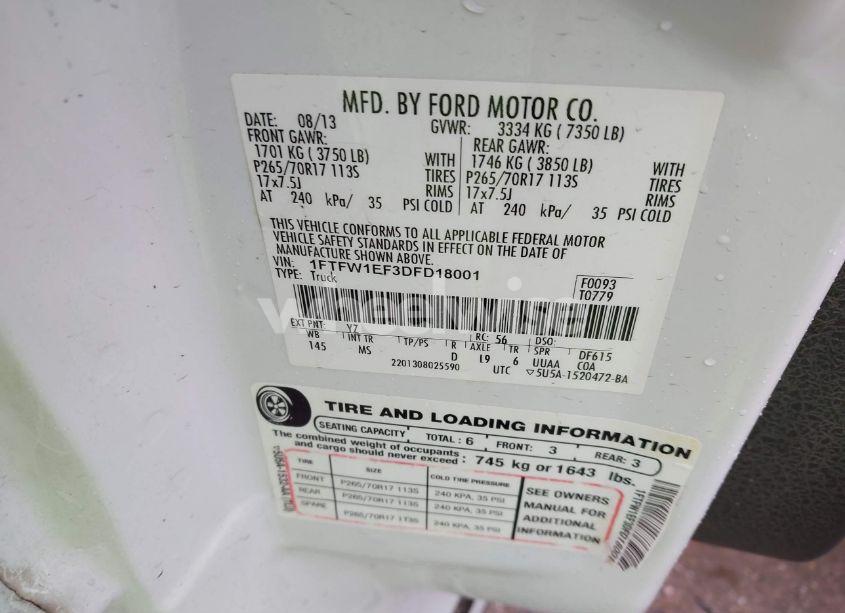 MFD. BY FORD MOTOR CO.
DATE: 08/13 GVWR: 3334 KG ( 7350 LB)
FRONT GAWR: REAR GAWR:
1701 KG ( 3750 LB) WITH 1746 KG ( 3850 LB) WITH
P265/70R17 113S TIRES P265/70R17 113S TIRES
17x7.5J RIMS 17x7.5J RIMS
AT 240 kPa/ 35 PSI COLD AT 240 kPa/ 35 PSI COLD
THIS VEHICLE CONFORMS TO ALL APPLICABLE FEDERAL MOTOR
VEHICLE SAFETY STANDARDS IN EFFECT ON THE DATE OF
MANUFACTURE SHOWN ABOVE.
VIN: 1FTFW1EF3DFD18001 F0093
TYPE: Truck T0779
EXT PNT: YZ RC: 56 DSO:
WB INT TR TP/PS R AXLE TR SPR DF615
145 MS D L9 6 UUAA COA
2201308025590 UTC ▽5U5A-1520472-BA
TIRE AND LOADING INFORMATION
SEATING CAPACITY TOTAL : 6 FRONT: 3 REAR: 3
The combined weight of occupants
and cargo should never exceed : 745 kg or 1643 lbs.
TIRE SIZE COLD TIRE PRESSURE
FRONT P265/70R17 113S 240 KPA, 35 PSI
REAR P265/70R17 113S 240 KPA, 35 PSI
SPARE P265/70R17 113S 240 KPA, 35 PSI
SEE OWNERS
MANUAL FOR
ADDITIONAL
INFORMATION